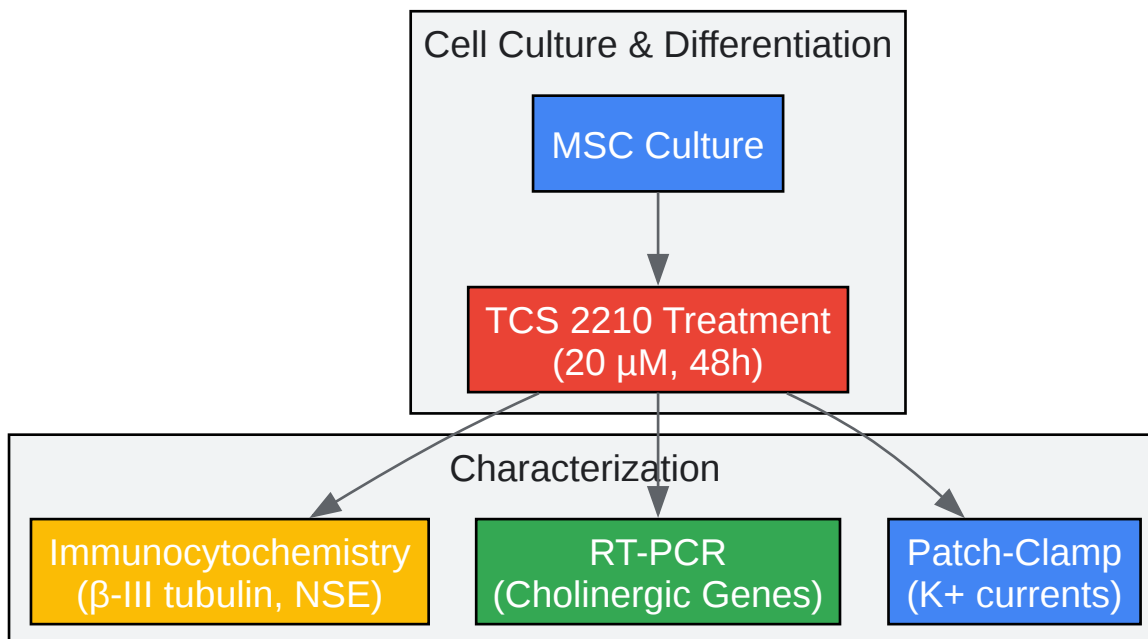 Cell Culture & Differentiation
MSC Culture
TCS 2210 Treatment
(20 µM, 48h)
Characterization
Immunocytochemistry
(β-III tubulin, NSE)
RT-PCR
(Cholinergic Genes)
Patch-Clamp
(K+ currents)